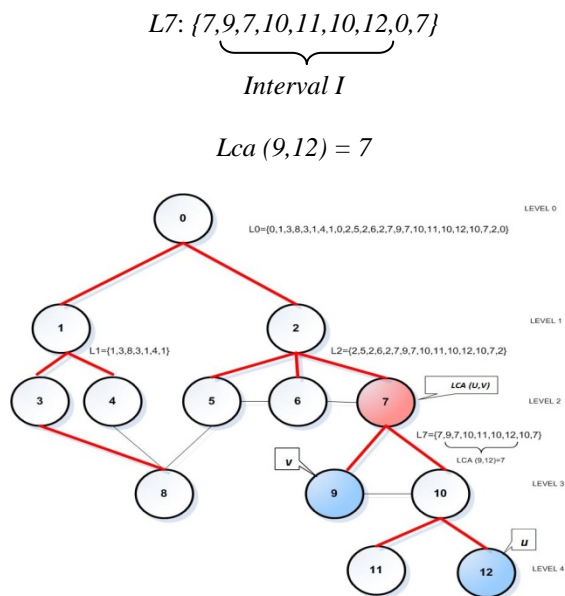 L7: {7,9,7,10,11,10,12,0,7}
Interval I
Lca (9,12) = 7
0
LEVEL 0
L0={0,1,3,8,3,1,4,1,0,2,5,2,6,2,7,9,7,10,11,10,12,10,7,2,0}
1
2
LEVEL 1
L1={1,3,8,3,1,4,1}
L2={2,5,2,6,2,7,9,7,10,11,10,12,10,7,2}
3
4
5
6
7
LCA (U,V)
LEVEL 2
L7={7,9,7,10,11,10,12,10,7}
LCA (9,12)=7
v
8
9
10
LEVEL 3
u
11
12
LEVEL 4